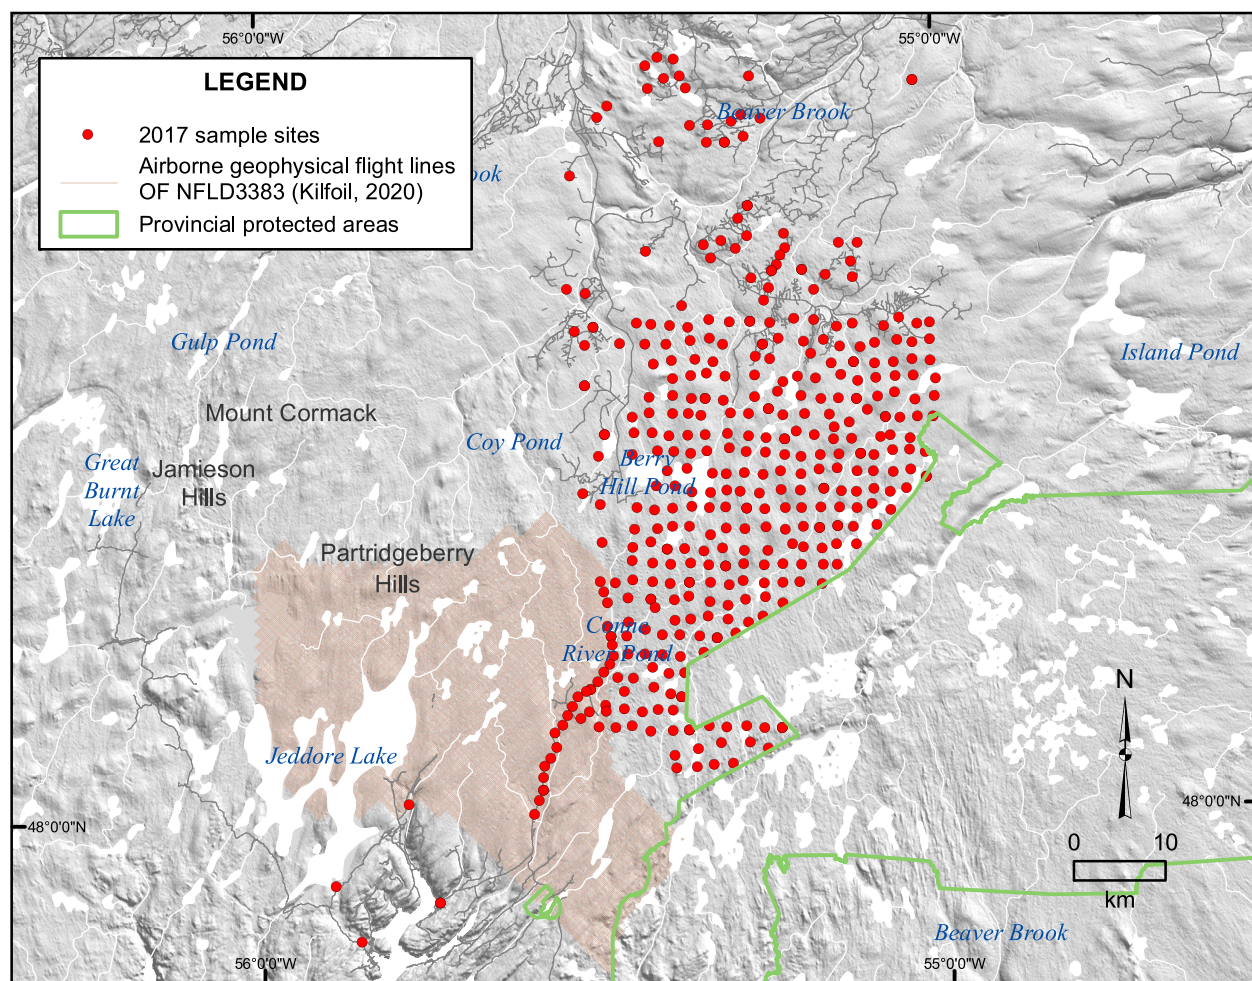 56°0'0"W
55°0'0"W
LEGEND
2017 sample sites
Airborne geophysical flight lines
OF NFLD3383 (Kilfoil, 2020)
Provincial protected areas
Beaver Brook
ook
Gulp Pond
Island Pond
Mount Cormack
Coy Pond
Great
Burnt
Lake
Jamieson
Hills
Berry
Hill Pond
Partridgeberry
Hills
Conne
River Pond
N
Jeddore Lake
48°0'0"N
48°0'0"N
0 10
km
Beaver Brook
56°0'0"W
55°0'0"W